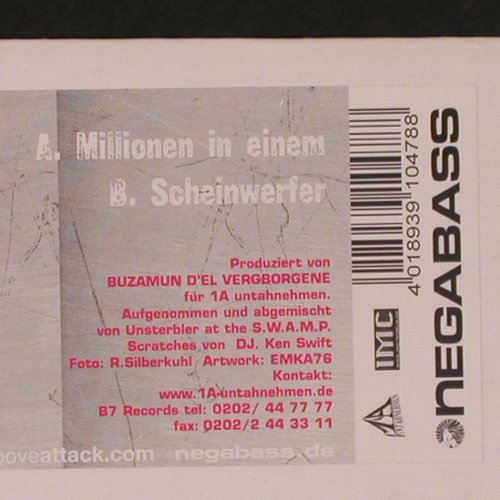 A. Millionen in einem
B. Scheinwerfer
Produziert von
BUZAMUN D'EL VERGBORGENE
für 1A untahnehmen.
Aufgenommen und abgemischt
von Unsterbler at the S.W.A.M.P.
Scratches von DJ. Ken Swift
Foto: R.Silberkuhl Artwork: EMKA76
Kontakt:
www.1A-untahnehmen.de
B7 Records tel: 0202/ 44 77 77
fax: 0202/2 44 33 11
ooveattack.com negabass.de
4 018939 104788
IMC
NEGABASS